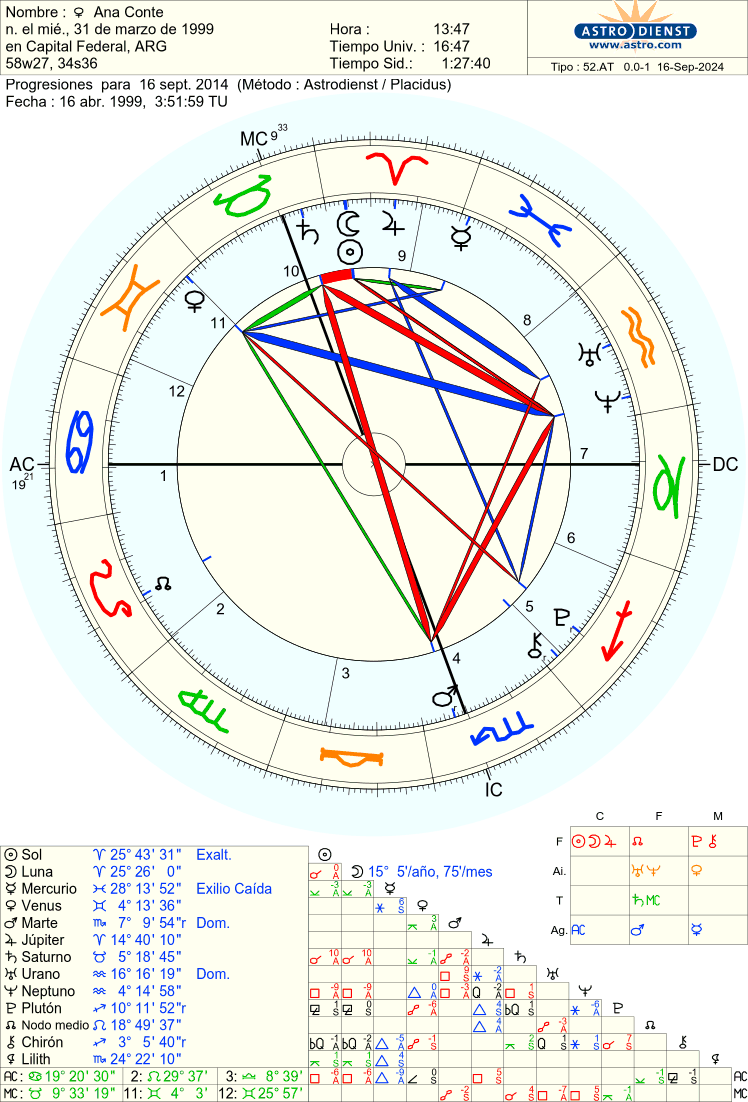 Nombre : ♀ Ana Conte
n. el mié., 31 de marzo de 1999
en Capital Federal, ARG
58w27, 34s36
Hora : 13:47
Tiempo Univ. : 16:47
Tiempo Sid.: 1:27:40
ASTRO DIENST
www.astro.com
Tipo : 52.AT 0.0-1 16-Sep-2024
Progresiones para 16 sept. 2014 (Método : Astrodienst / Placidus)
Fecha : 16 abr. 1999, 3:51:59 TU
MC 9 33
10
9
11
8
12
AC
19 21
1
7
DC
2
6
3
5
4
IC
C F M
F ☉☽♃ ☊ ♇ ⚷
Ai. ♅♆ ♀
T ♄MC
Ag. AC ♂ ☿
☉ Sol ♈ 25° 43' 31" Exalt.
☽ Luna ♈ 25° 26' 0" 15° 5'/año, 75'/mes
☿ Mercurio ♓ 28° 13' 52" Exilio Caída
♀ Venus ♊ 4° 13' 36"
♂ Marte ♏ 7° 9' 54"r Dom.
♃ Júpiter ♈ 14° 40' 10"
♄ Saturno ♉ 5° 18' 45"
♅ Urano ♒ 16° 16' 19" Dom.
♆ Neptuno ♒ 4° 14' 58"
♇ Plutón ♐ 10° 11' 52"r
☊ Nodo medio ♌ 18° 49' 37"
⚷ Chirón ♐ 3° 5' 40"r
⚸ Lilith ♏ 24° 22' 10"
AC: ♋ 19° 20' 30" 2: ♌ 29° 37' 3: ♎ 8° 39' AC
MC: ♉ 9° 33' 19" 11: ♊ 4° 3' 12: ♊ 25° 57' MC